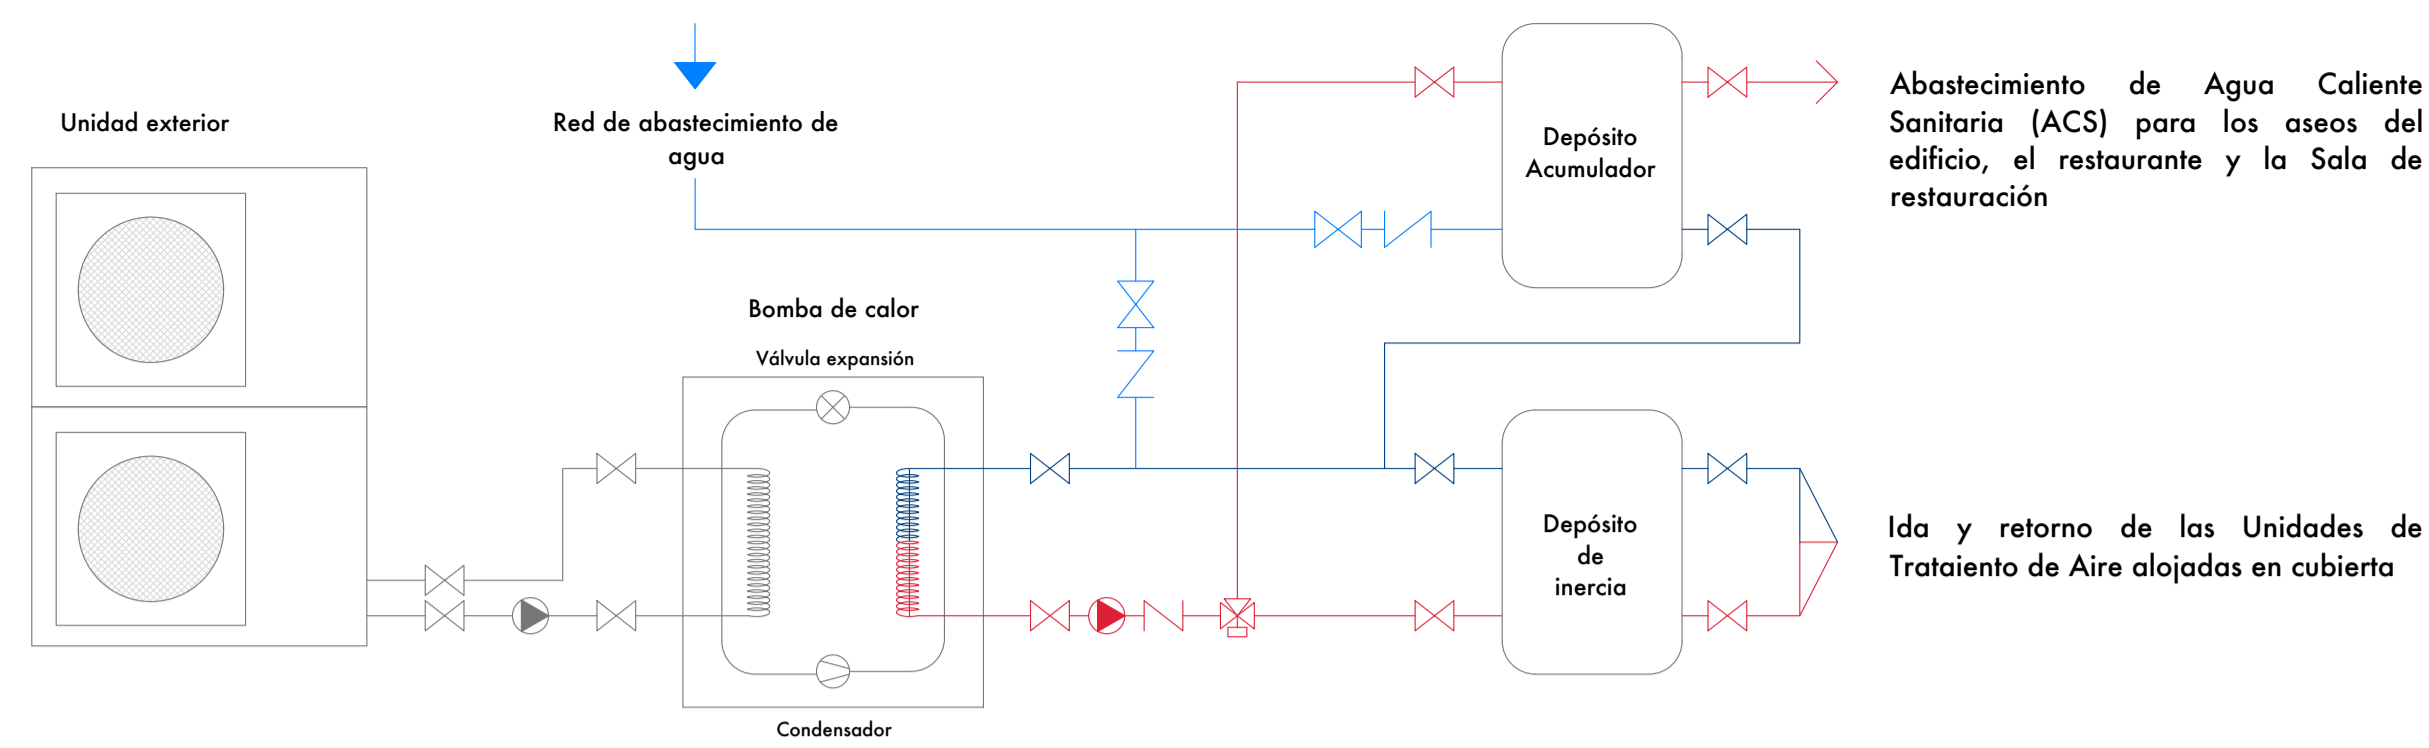 Unidad exterior
Red de abastecimiento de
agua
Bomba de calor
Válvula expansión
Condensador
Depósito
Acumulador
Depósito
de
inercia
Abastecimiento de Agua Caliente
Sanitaria (ACS) para los aseos del
edificio, el restaurante y la Sala de
restauración
Ida y retorno de las Unidades de
Trataiento de Aire alojadas en cubierta